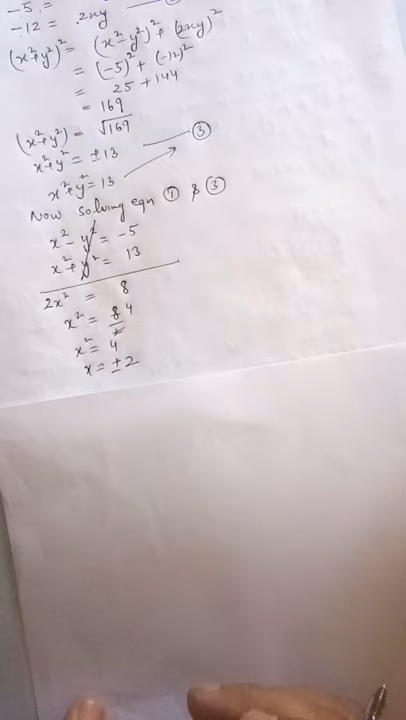 -5 =
-12 = 2xy
(x²+y²)² = (x²-y²)² + (2xy)²
= (-5)² + (-12)²
= 25 + 144
= 169
(x²+y²) = √169
x²+y² = ±13 ③
x²+y² = 13
Now solving eqn ① & ③
x² - y² = -5
x² + y² = 13
2x² = 8
x² = 8/2 4
x² = 4
x = ±2